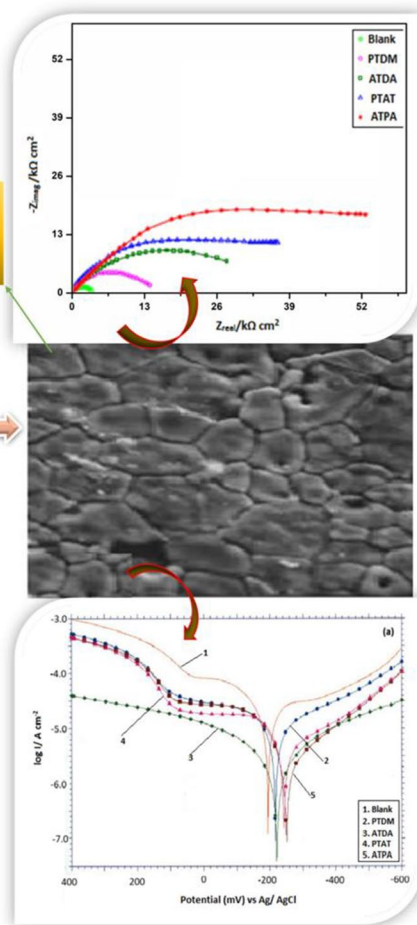 52
39
26
13
0
-Zimag/kΩ cm²
Blank
PTDM
ATDA
PTAT
ATPA
0 13 26 39 52
Zreal/kΩ cm²
-3.0
-4.0
-5.0
-6.0
-7.0
log I/ A cm⁻²
(a)
1
2
3
4
5
1. Blank
2. PTDM
3. ATDA
4. PTAT
5. ATPA
400 200 0 -200 -400 -600
Potential (mV) vs Ag/ AgCl